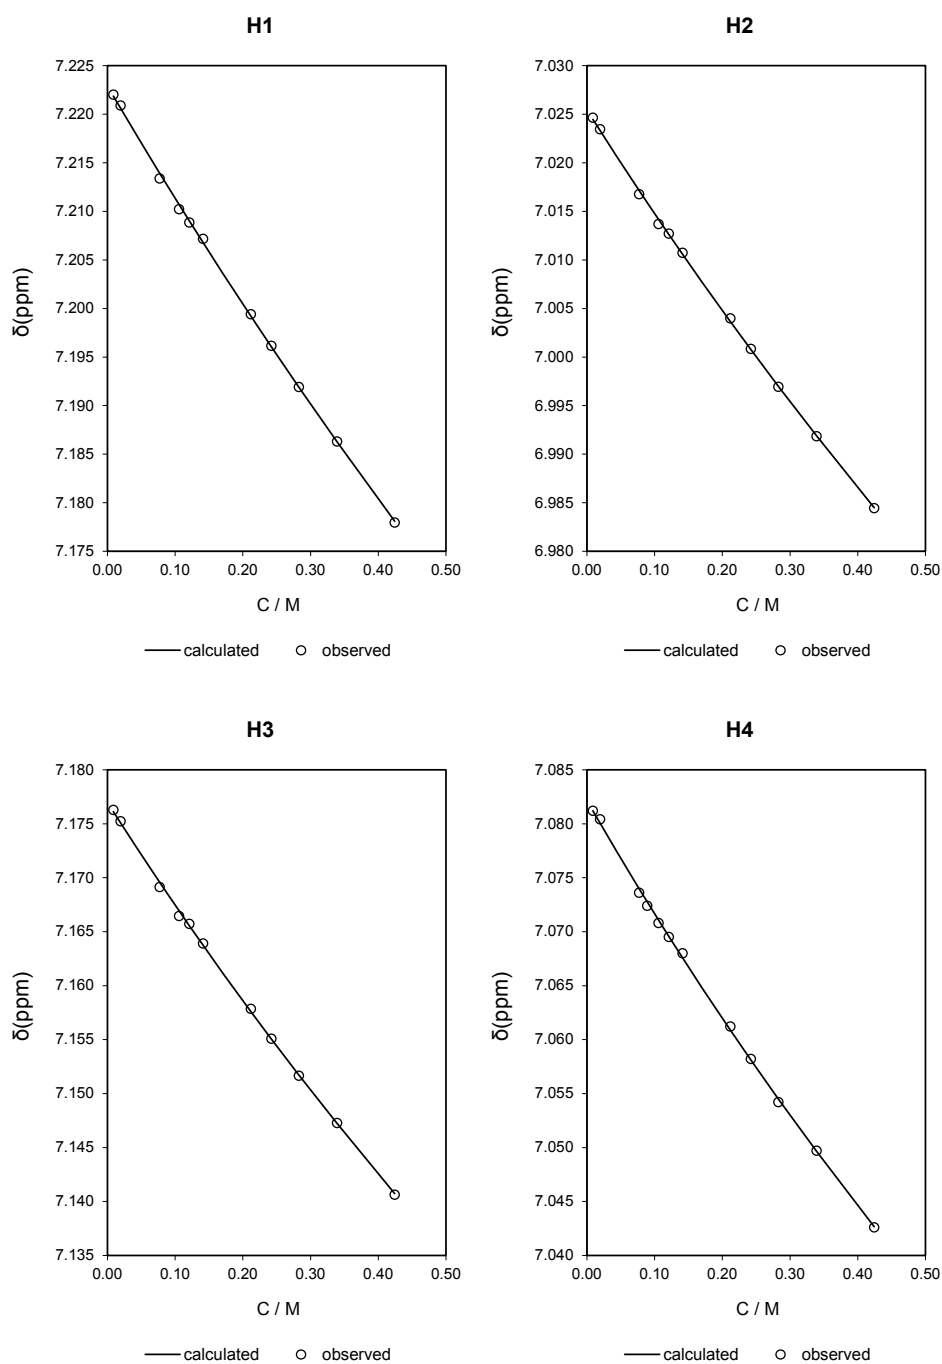 H1
7.225
7.220
7.215
7.210
7.205
7.200
7.195
7.190
7.185
7.180
7.175
δ(ppm)
0.00 0.10 0.20 0.30 0.40 0.50
C / M
calculated observed
H2
7.030
7.025
7.020
7.015
7.010
7.005
7.000
6.995
6.990
6.985
6.980
δ(ppm)
0.00 0.10 0.20 0.30 0.40 0.50
C / M
calculated observed
H3
7.180
7.175
7.170
7.165
7.160
7.155
7.150
7.145
7.140
7.135
δ(ppm)
0.00 0.10 0.20 0.30 0.40 0.50
C / M
calculated observed
H4
7.085
7.080
7.075
7.070
7.065
7.060
7.055
7.050
7.045
7.040
δ(ppm)
0.00 0.10 0.20 0.30 0.40 0.50
C / M
calculated observed